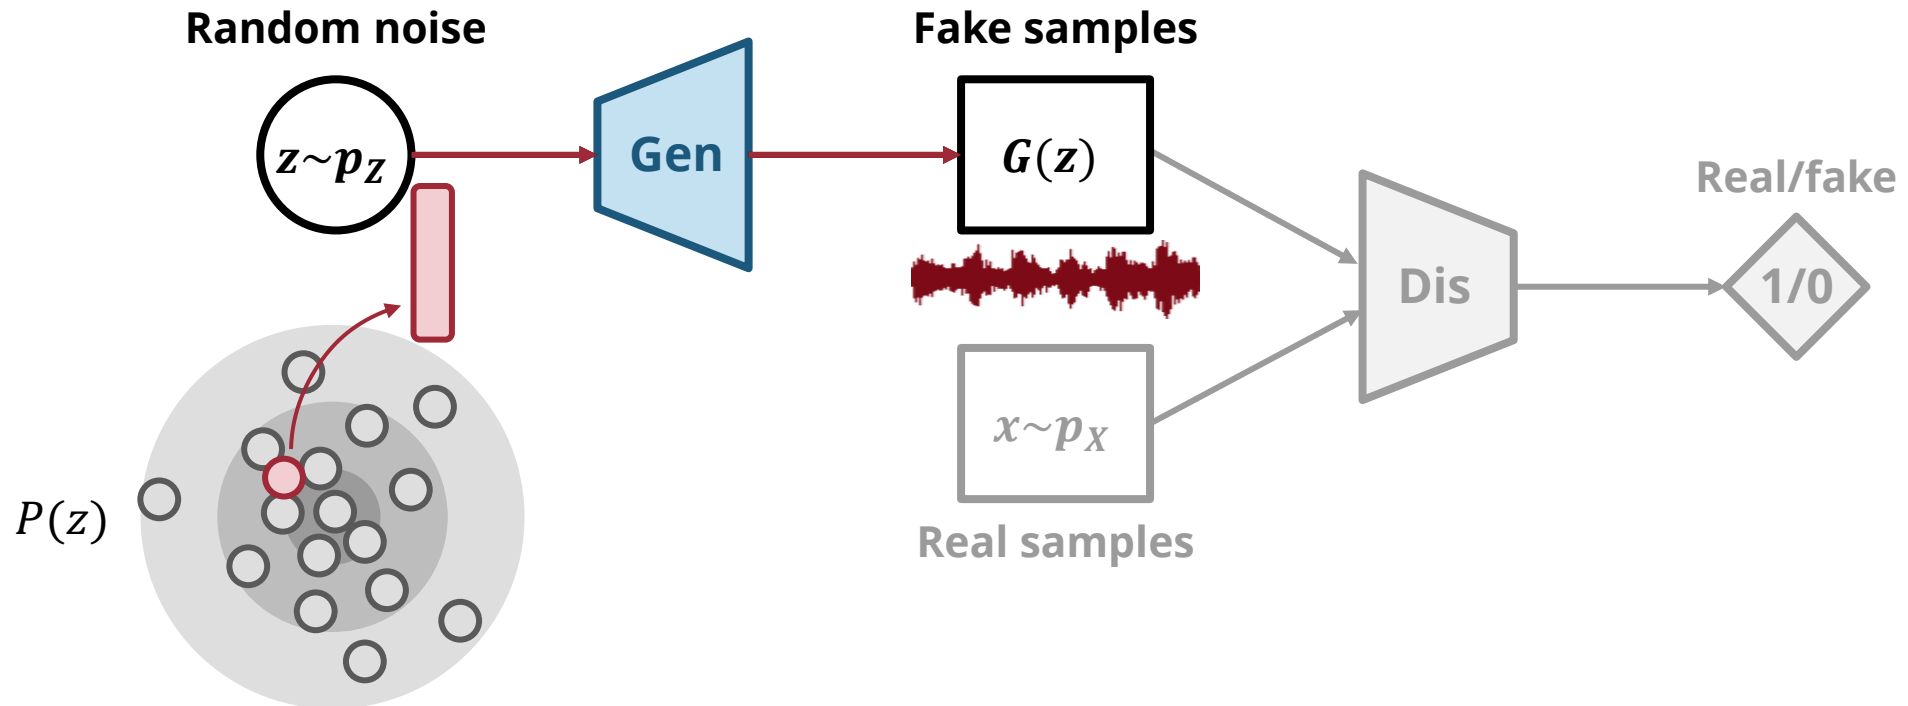 Random noise
Fake samples
z~p_Z
Gen
G(z)
Real/fake
Dis
1/0
x~p_X
P(z)
Real samples